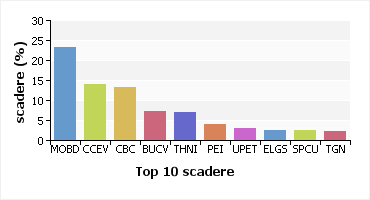 30
25
20
15
10
5
0
scadere (%)
MOBD CCEV CBC BUCV THNI PEI UPET ELGS SPCU TGN
Top 10 scadere